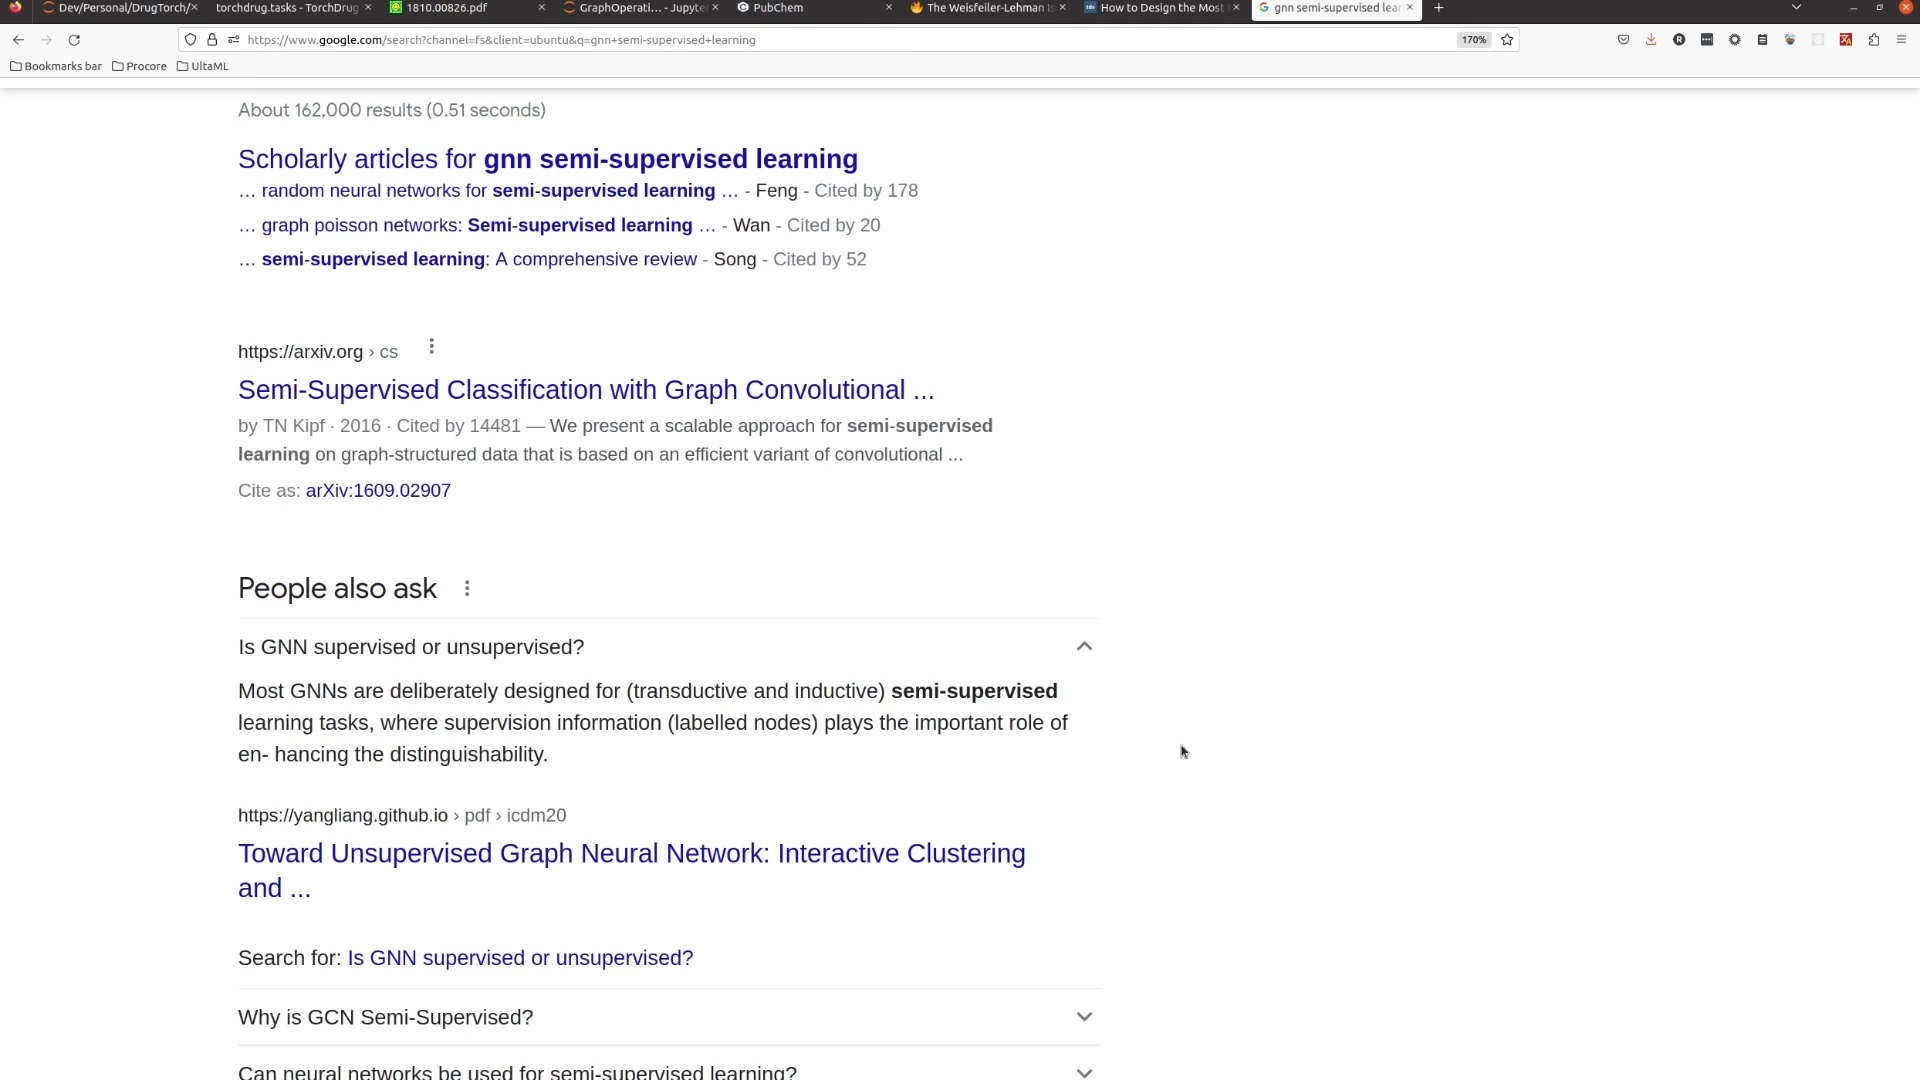 Dev/Personal/DrugTorch/
torchdrug.tasks - TorchDrug
1810.00826.pdf
GraphOperati… - Jupyter
PubChem
The Weisfeiler-Lehman Is
How to Design the Most
gnn semi-supervised lear
https://www.google.com/search?channel=fs&client=ubuntu&q=gnn+semi-supervised+learning
170%
Bookmarks bar
Procore
UltaML
About 162,000 results (0.51 seconds)
Scholarly articles for gnn semi-supervised learning
… random neural networks for semi-supervised learning … - Feng - Cited by 178
… graph poisson networks: Semi-supervised learning … - Wan - Cited by 20
… semi-supervised learning: A comprehensive review - Song - Cited by 52
https://arxiv.org › cs
Semi-Supervised Classification with Graph Convolutional ...
by TN Kipf · 2016 · Cited by 14481 — We present a scalable approach for semi-supervised
learning on graph-structured data that is based on an efficient variant of convolutional ...
Cite as: arXiv:1609.02907
People also ask
Is GNN supervised or unsupervised?
Most GNNs are deliberately designed for (transductive and inductive) semi-supervised
learning tasks, where supervision information (labelled nodes) plays the important role of
en- hancing the distinguishability.
https://yangliang.github.io › pdf › icdm20
Toward Unsupervised Graph Neural Network: Interactive Clustering
and ...
Search for: Is GNN supervised or unsupervised?
Why is GCN Semi-Supervised?
Can neural networks be used for semi-supervised learning?